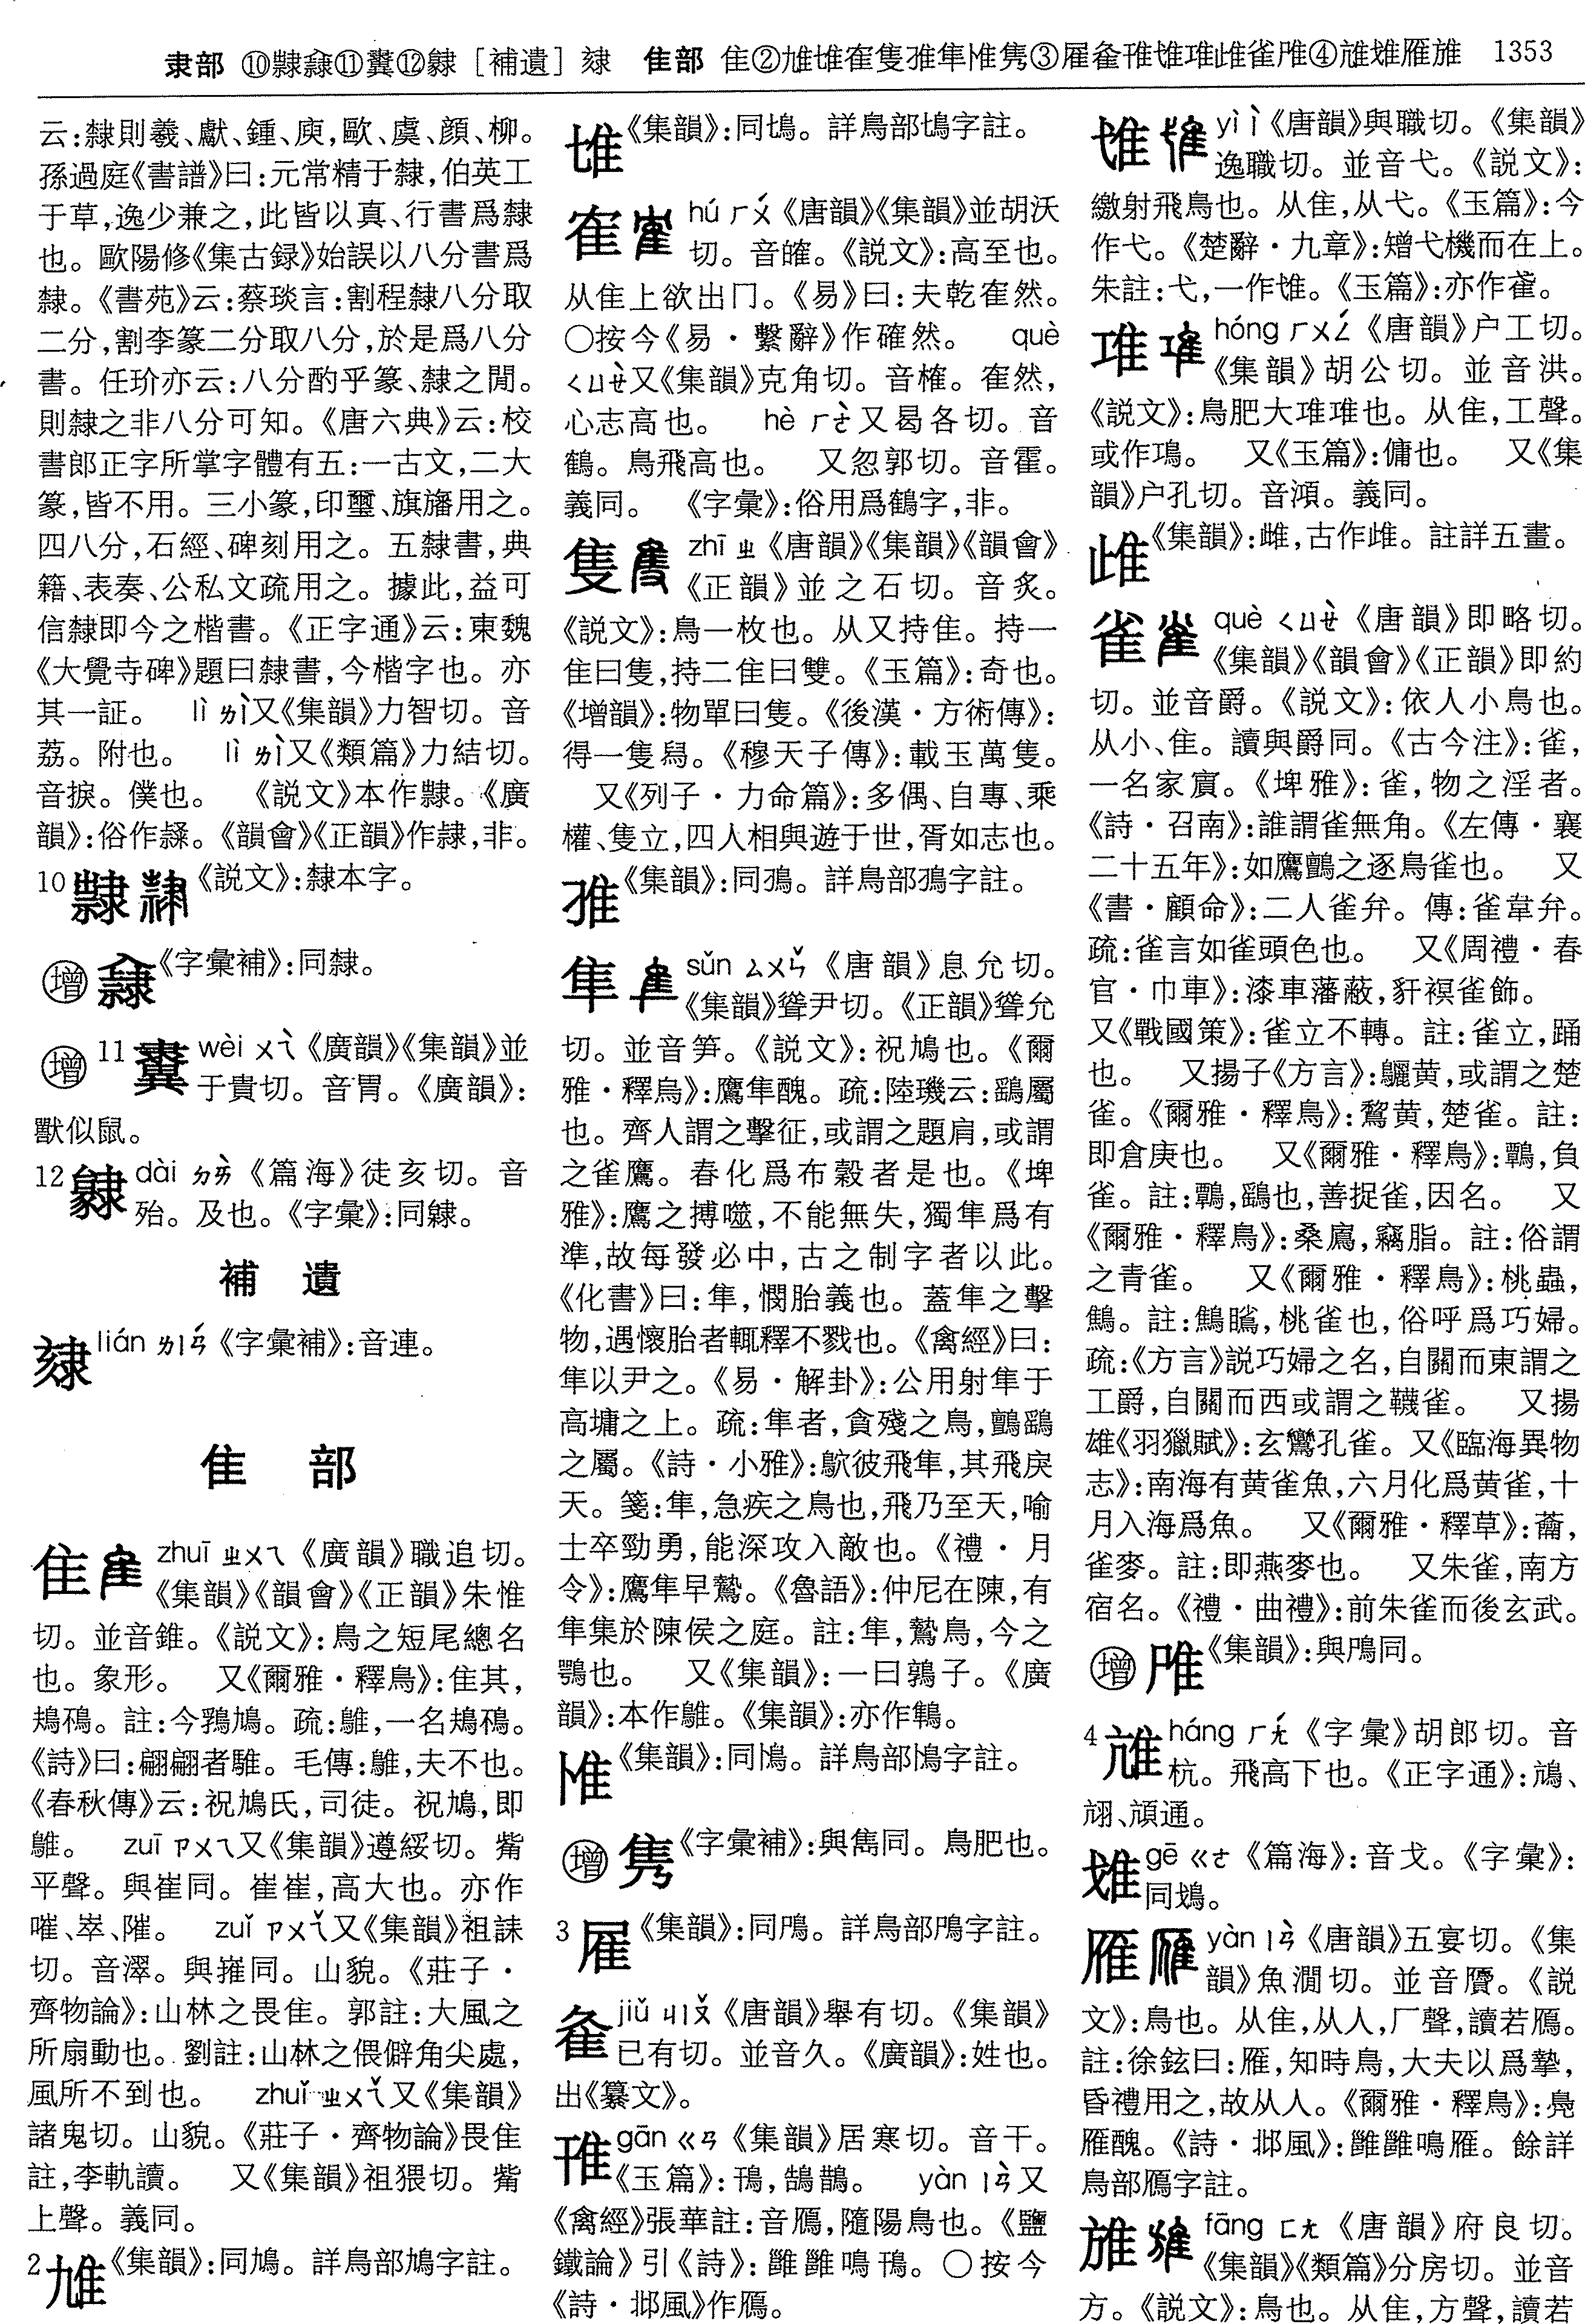 隶部 ⑩䨀䨁⑪䨂⑫䨃［補遺］䨄 隹部 隹②雄𨾎隺隻𨾏隼𨾐隽③雇𨾑𨾒𨾓𨾊𨾔雀𨾕④𨾖𨾗雁𨾘 1353
云：隸則羲、獻、鍾、庾，歐、虞、顔、柳。
孫過庭《書譜》曰：元常精于隸，伯英工
于草，逸少兼之，此皆以真、行書爲隸
也。歐陽修《集古録》始誤以八分書爲
隸。《書苑》云：蔡琰言：割程隸八分取
二分，割李篆二分取八分，於是爲八分
書。任玠亦云：八分酌乎篆、隸之閒。
則隸之非八分可知。《唐六典》云：校
書郎正字所掌字體有五：一古文，二大
篆，皆不用。三小篆，印璽、旗旛用之。
四八分，石經、碑刻用之。五隸書，典
籍、表奏、公私文疏用之。據此，益可
信隸即今之楷書。《正字通》云：東魏
《大覺寺碑》題曰隸書，今楷字也。亦
其一証。 lì ㄌㄧˋ又《集韻》力智切。音
荔。附也。 lì ㄌㄧˋ又《類篇》力結切。
音捩。僕也。 《説文》本作𨽻。《廣
韻》：俗作𨽾。《韻會》《正韻》作隷，非。
10 《説文》：隸本字。
增 《字彙補》：同隸。
增 11 wèi ㄨㄟˋ《廣韻》《集韻》並
于貴切。音胃。《廣韻》：
獸似鼠。
12 dài ㄉㄞˋ《篇海》徒亥切。音
殆。及也。《字彙》：同䨀。
補 遺
lián ㄌㄧㄢˊ《字彙補》：音連。
隹 部
隹 zhuī ㄓㄨㄟ《廣韻》職追切。
《集韻》《韻會》《正韻》朱惟
切。並音錐。《説文》：鳥之短尾總名
也。象形。 又《爾雅・釋鳥》：隹其，
鳺鴀。註：今鵓鳩。疏：鵻，一名鳺鴀。
《詩》曰：翩翩者鵻。毛傳：鵻，夫不也。
《春秋傳》云：祝鳩氏，司徒。祝鳩，即
鵻。 zuī ㄗㄨㄟ又《集韻》遵綏切。觜
平聲。與崔同。崔崔，高大也。亦作
嗺、崒、陮。 zuǐ ㄗㄨㄟˇ又《集韻》祖誄
切。音濢。與嶉同。山貌。《莊子・
齊物論》：山林之畏隹。郭註：大風之
所扇動也。劉註：山林之偎僻角尖處，
風所不到也。 zhuǐ ㄓㄨㄟˇ又《集韻》
諸鬼切。山貌。《莊子・齊物論》畏隹
註，李軌讀。 又《集韻》祖猥切。觜
上聲。義同。
2 《集韻》：同鳩。詳鳥部鳩字註。
《集韻》：同鳷。詳鳥部鳷字註。
隺 hú ㄏㄨˊ《唐韻》《集韻》並胡沃
切。音㿥。《説文》：高至也。
从隹上欲出冂。《易》曰：夫乾隺然。
○按今《易・繫辭》作確然。 què
ㄑㄩㄝˋ又《集韻》克角切。音榷。隺然，
心志高也。 hè ㄏㄜˋ又曷各切。音
鶴。鳥飛高也。 又忽郭切。音霍。
義同。 《字彙》：俗用爲鶴字，非。
隻 zhī ㄓ《唐韻》《集韻》《韻會》
《正韻》並之石切。音炙。
《説文》：鳥一枚也。从又持隹。持一
隹曰隻，持二隹曰雙。《玉篇》：奇也。
《增韻》：物單曰隻。《後漢・方術傳》：
得一隻舄。《穆天子傳》：載玉萬隻。
又《列子・力命篇》：多偶、自專、乘
權、隻立，四人相與遊于世，胥如志也。
《集韻》：同鳿。詳鳥部鳿字註。
隼 sǔn ㄙㄨㄣˇ《唐韻》息允切。
《集韻》聳尹切。《正韻》聳允
切。並音笋。《説文》：祝鳩也。《爾
雅・釋鳥》：鷹隼醜。疏：陸璣云：鷂屬
也。齊人謂之擊征，或謂之題肩，或謂
之雀鷹。春化爲布穀者是也。《埤
雅》：鷹之搏噬，不能無失，獨隼爲有
準，故每發必中，古之制字者以此。
《化書》曰：隼，憫胎義也。蓋隼之擊
物，遇懷胎者輒釋不戮也。《禽經》曰：
隼以尹之。《易・解卦》：公用射隼于
高墉之上。疏：隼者，貪殘之鳥，鸇鷂
之屬。《詩・小雅》：鴥彼飛隼，其飛戾
天。箋：隼，急疾之鳥也，飛乃至天，喻
士卒勁勇，能深攻入敵也。《禮・月
令》：鷹隼早鷙。《魯語》：仲尼在陳，有
隼集於陳侯之庭。註：隼，鷙鳥，今之
鶚也。 又《集韻》：一曰鶉子。《廣
韻》：本作鵻。《集韻》：亦作鶽。
《集韻》：同鳪。詳鳥部鳪字註。
增 隽 《字彙補》：與雋同。鳥肥也。
3 《集韻》：同鳲。詳鳥部鳲字註。
jiǔ ㄐㄧㄡˇ《唐韻》舉有切。《集韻》
已有切。並音久。《廣韻》：姓也。
出《纂文》。
gān ㄍㄢ《集韻》居寒切。音干。
《玉篇》：鳱，鵠鵲。 yàn ㄧㄢˋ又
《禽經》張華註：音鴈，隨陽鳥也。《鹽
鐵論》引《詩》：雝雝鳴鳱。○按今
《詩・邶風》作鴈。
yì ㄧˋ《唐韻》與職切。《集韻》
逸職切。並音弋。《説文》：
繳射飛鳥也。从隹，从弋。《玉篇》：今
作弋。《楚辭・九章》：矰弋機而在上。
朱註：弋，一作隿。《玉篇》：亦作𨾛。
hóng ㄏㄨㄥˊ《唐韻》户工切。
《集韻》胡公切。並音洪。
《説文》：鳥肥大琟琟也。从隹，工聲。
或作鳿。 又《玉篇》：傭也。 又《集
韻》户孔切。音澒。義同。
《集韻》：雌，古作䧳。註詳五畫。
雀 què ㄑㄩㄝˋ《唐韻》即略切。
《集韻》《韻會》《正韻》即約
切。並音爵。《説文》：依人小鳥也。
从小、隹。讀與爵同。《古今注》：雀，
一名家賓。《埤雅》：雀，物之淫者。
《詩・召南》：誰謂雀無角。《左傳・襄
二十五年》：如鷹鸇之逐鳥雀也。 又
《書・顧命》：二人雀弁。傳：雀韋弁。
疏：雀言如雀頭色也。 又《周禮・春
官・巾車》：漆車藩蔽，豻𧜀雀飾。
又《戰國策》：雀立不轉。註：雀立，踊
也。 又揚子《方言》：鸝黄，或謂之楚
雀。《爾雅・釋鳥》：鵹黄，楚雀。註：
即倉庚也。 又《爾雅・釋鳥》：鷣，負
雀。註：鷣，鷂也，善捉雀，因名。 又
《爾雅・釋鳥》：桑鳸，竊脂。註：俗謂
之青雀。 又《爾雅・釋鳥》：桃蟲，
鷦。註：鷦𪃧，桃雀也，俗呼爲巧婦。
疏：《方言》説巧婦之名，自關而東謂之
工爵，自關而西或謂之韈雀。 又揚
雄《羽獵賦》：玄鸞孔雀。又《臨海異物
志》：南海有黄雀魚，六月化爲黄雀，十
月入海爲魚。 又《爾雅・釋草》：蘥，
雀麥。註：即燕麥也。 又朱雀，南方
宿名。《禮・曲禮》：前朱雀而後玄武。
增 《集韻》：與鳲同。
4 háng ㄏㄤˊ《字彙》胡郎切。音
杭。飛高下也。《正字通》：䲳、
翃、頏通。
gē ㄍㄜ《篇海》：音戈。《字彙》：
同䲸。
雁 yàn ㄧㄢˋ《唐韻》五宴切。《集
韻》魚澗切。並音贗。《説
文》：鳥也。从隹，从人，厂聲，讀若鴈。
註：徐鉉曰：雁，知時鳥，大夫以爲摯，
昏禮用之，故从人。《爾雅・釋鳥》：鳧
雁醜。《詩・邶風》：雝雝鳴雁。餘詳
鳥部鴈字註。
fāng ㄈㄤ《唐韻》府良切。
《集韻》《類篇》分房切。並音
方。《説文》：鳥也。从隹，方聲，讀若